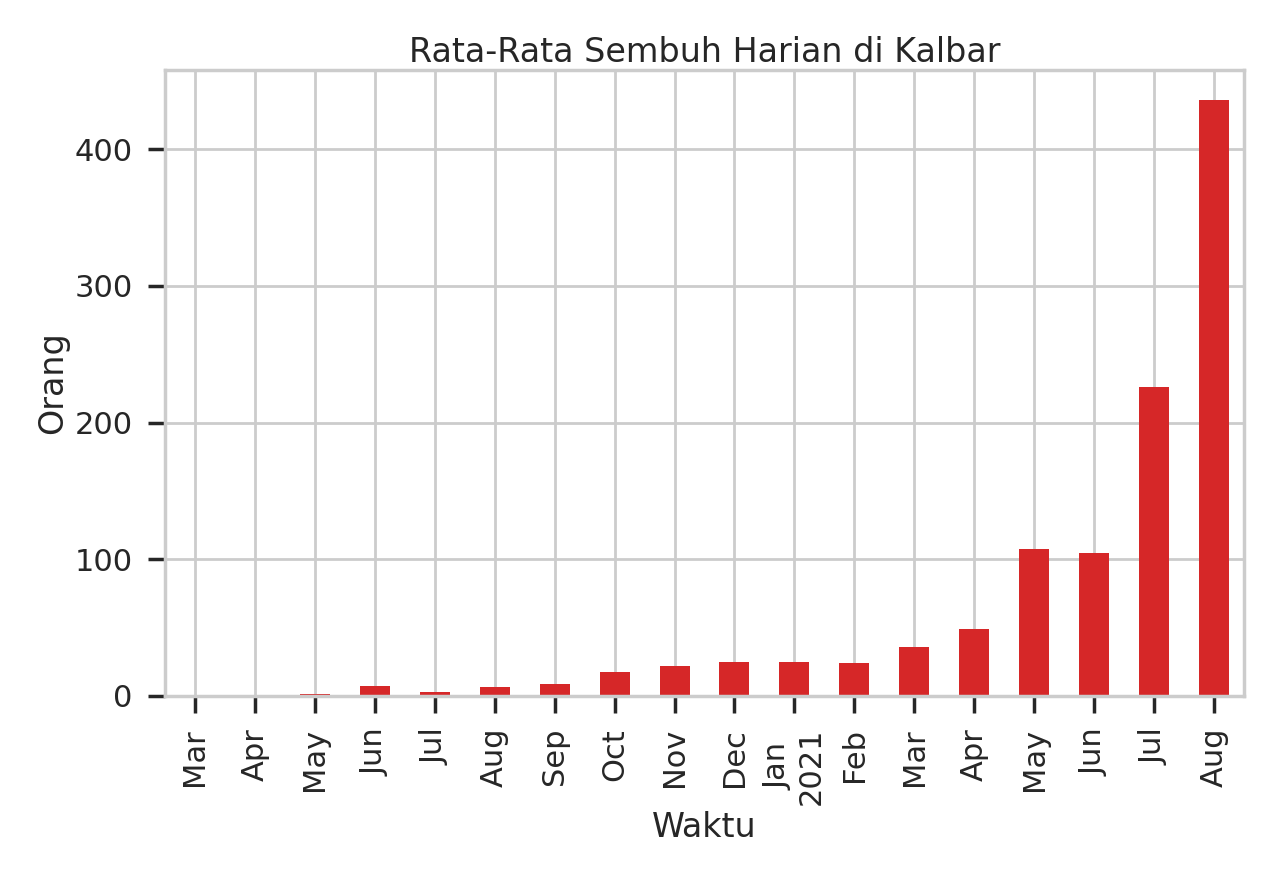 Rata-Rata Sembuh Harian di Kalbar
Orang
400
300
200
100
0
Mar
Apr
May
Jun
Jul
Aug
Sep
Oct
Nov
Dec
Jan
2021
Feb
Mar
Apr
May
Jun
Jul
Aug
Waktu